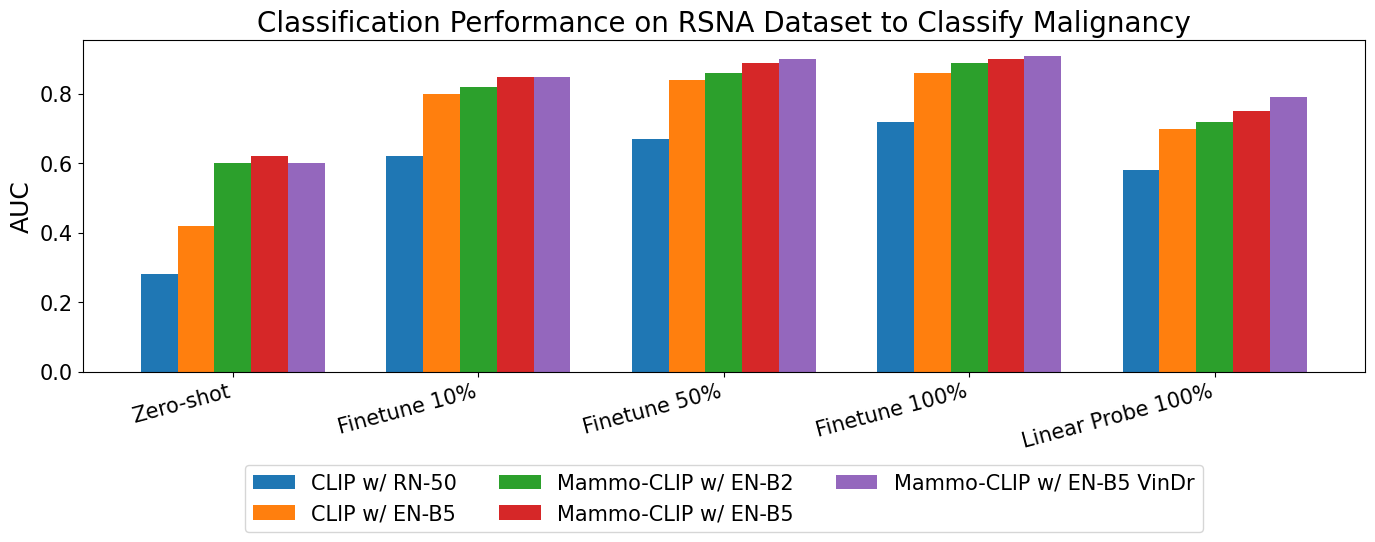 Classification Performance on RSNA Dataset to Classify Malignancy
AUC
0.8
0.6
0.4
0.2
0.0
Zero-shot
Finetune 10%
Finetune 50%
Finetune 100%
Linear Probe 100%
CLIP w/ RN-50
CLIP w/ EN-B5
Mammo-CLIP w/ EN-B2
Mammo-CLIP w/ EN-B5
Mammo-CLIP w/ EN-B5 VinDr